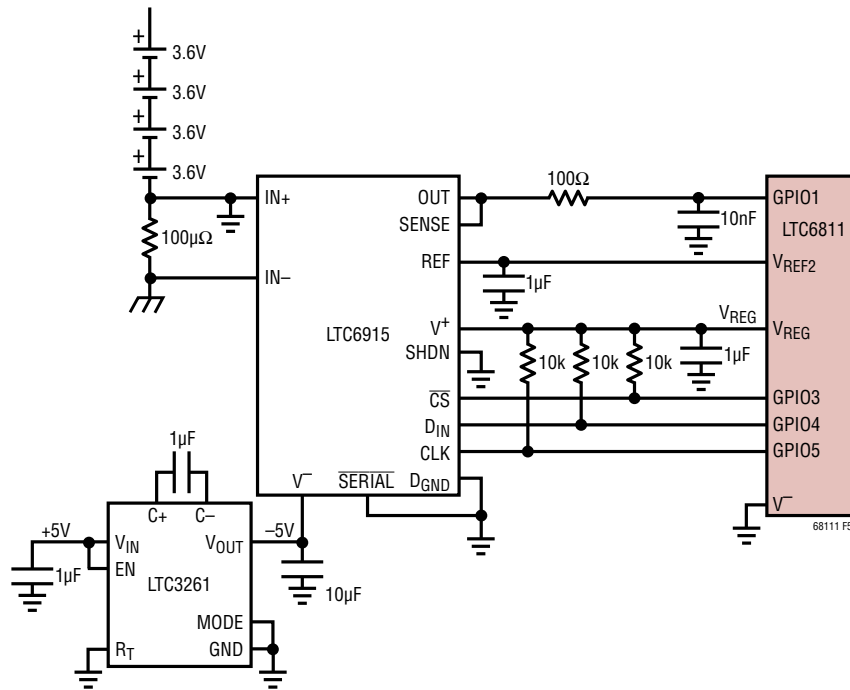 +
3.6V
+
3.6V
+
3.6V
+
3.6V
100µΩ
IN+
IN–
LTC6915
OUT
SENSE
REF
V+
SHDN
CS
DIN
CLK
DGND
SERIAL
V–
100Ω
10nF
1µF
VREG
10k
10k
10k
1µF
GPIO1
LTC6811
VREF2
VREG
GPIO3
GPIO4
GPIO5
V–
68111 F5
1µF
C+
C–
+5V
VIN
VOUT
–5V
1µF
EN
LTC3261
10µF
MODE
RT
GND